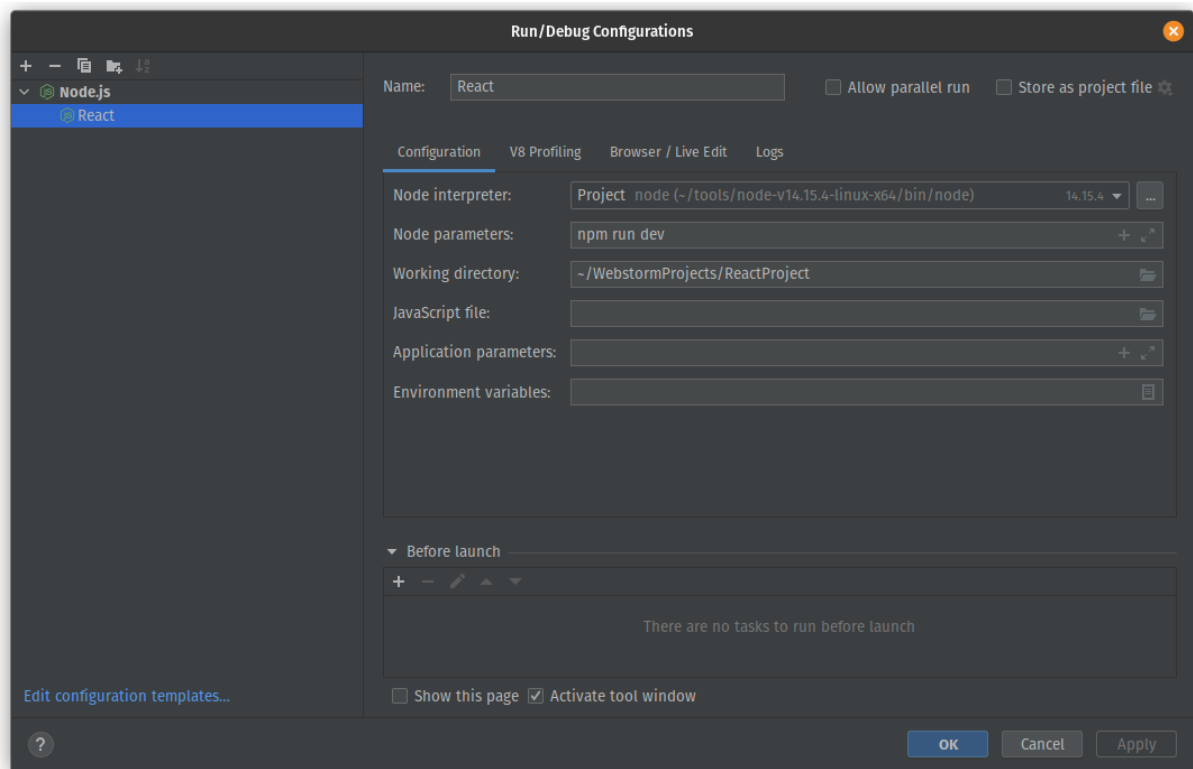 Run/Debug Configurations
Node.js
React
Edit configuration templates...
Name: React
Allow parallel run
Store as project file
Configuration V8 Profiling Browser / Live Edit Logs
Node interpreter: Project node (~/tools/node-v14.15.4-linux-x64/bin/node) 14.15.4 ...
Node parameters: npm run dev
Working directory: ~/WebstormProjects/ReactProject
JavaScript file:
Application parameters:
Environment variables:
Before launch
There are no tasks to run before launch
Show this page Activate tool window
? OK Cancel Apply